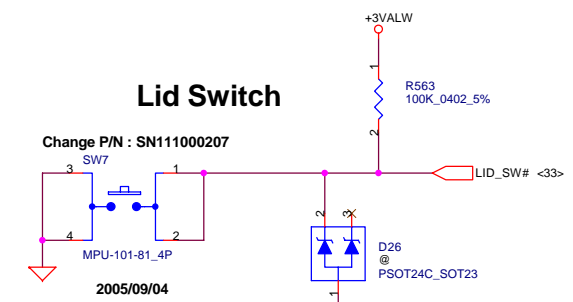 +3VALW
1
R563
100K_0402_5%
2
Lid Switch
Change P/N : SN111000207
SW7
3
1
LID_SW# <33>
4
2
MPU-101-81_4P
2
3
D26
@
PSOT24C_SOT23
1
2005/09/04